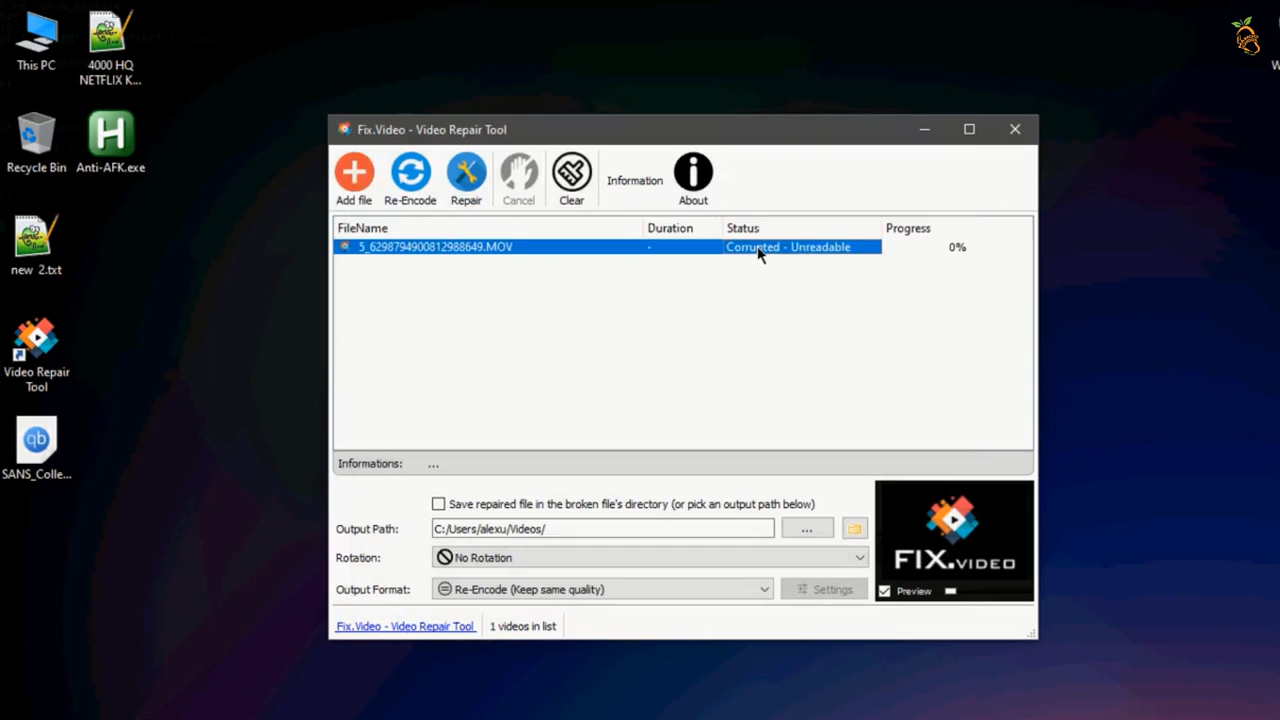 This PC
4000 HQ
NETFLIX K...
Recycle Bin
Anti-AFK.exe
new 2.txt
Video Repair
Tool
qb
SANS_Colle...
Fix.Video - Video Repair Tool
Add file
Re-Encode
Repair
Cancel
Clear
Information
About
FileName
Duration
Status
Progress
5_6298794900812988649.MOV
-
Corrupted - Unreadable
0%
Informations:
...
Save repaired file in the broken file's directory (or pick an output path below)
Output Path:
C:/Users/alexu/Videos/
...
Rotation:
No Rotation
Output Format:
Re-Encode (Keep same quality)
Settings
FIX.VIDEO
Preview
Fix.Video - Video Repair Tool
1 videos in list